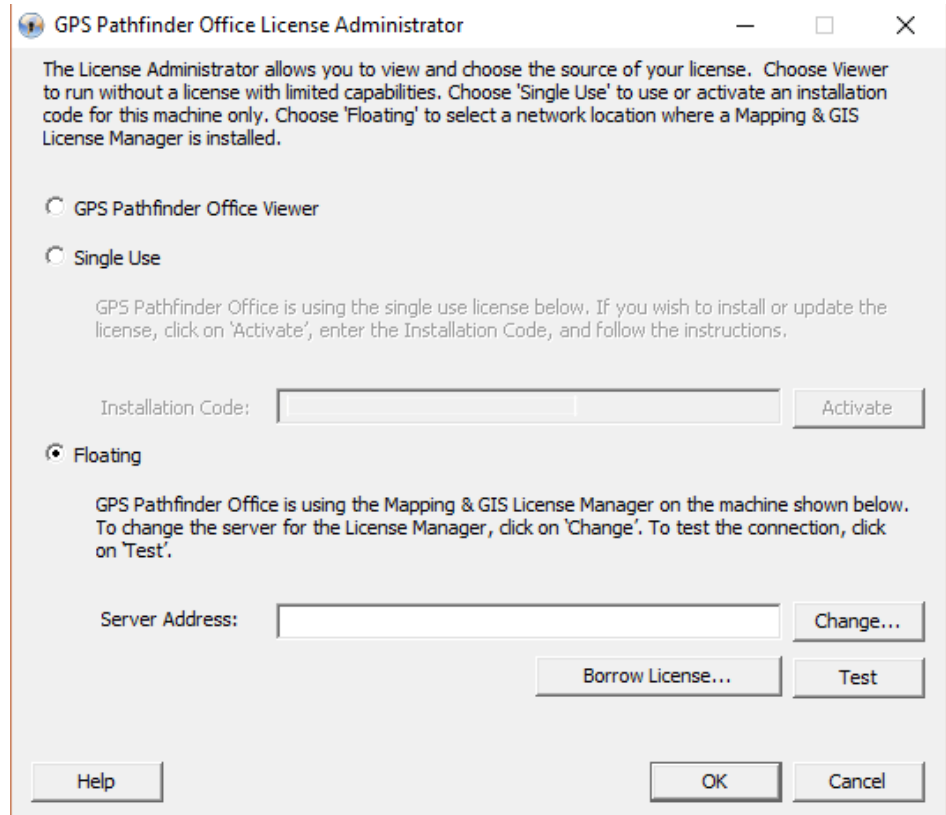 GPS Pathfinder Office License Administrator
The License Administrator allows you to view and choose the source of your license.  Choose Viewer
to run without a license with limited capabilities. Choose 'Single Use' to use or activate an installation
code for this machine only. Choose 'Floating' to select a network location where a Mapping & GIS
License Manager is installed.
GPS Pathfinder Office Viewer
Single Use
GPS Pathfinder Office is using the single use license below. If you wish to install or update the
license, click on ‘Activate’, enter the Installation Code, and follow the instructions.
Installation Code:
Activate
Floating
GPS Pathfinder Office is using the Mapping & GIS License Manager on the machine shown below.
To change the server for the License Manager, click on ‘Change’. To test the connection, click
on ‘Test’.
Server Address:
Change...
Borrow License...
Test
Help
OK
Cancel